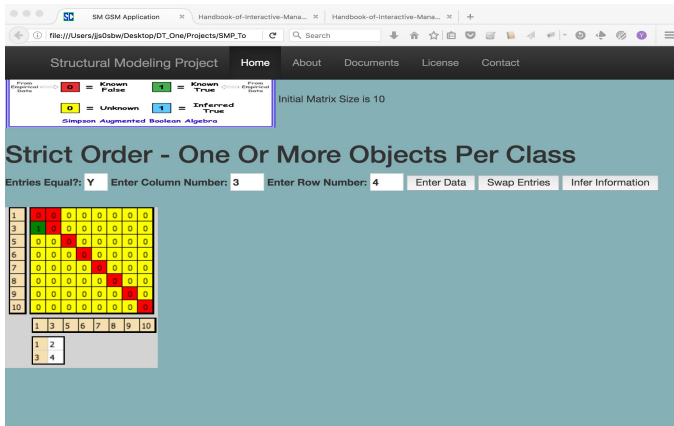 SC SM GSM Application × Handbook-of-Interactive-Mana... × Handbook-of-Interactive-Mana... × +
file:///Users/jjs0sbw/Desktop/DT_One/Projects/SMP_To Search
Structural Modeling Project Home About Documents License Contact
From Empirical Data 0 = Known False 1 = Known True From Empirical Data
0 = Unknown 1 = Inferred True
Simpson Augmented Boolean Algebra
Initial Matrix Size is 10
Strict Order - One Or More Objects Per Class
Entries Equal?: Y Enter Column Number: 3 Enter Row Number: 4 Enter Data Swap Entries Infer Information
1 0 0 0 0 0 0 0 0
3 1 0 0 0 0 0 0 0
5 0 0 0 0 0 0 0 0
6 0 0 0 0 0 0 0 0
7 0 0 0 0 0 0 0 0
8 0 0 0 0 0 0 0 0
9 0 0 0 0 0 0 0 0
10 0 0 0 0 0 0 0 0
1 3 5 6 7 8 9 10
1 2
3 4